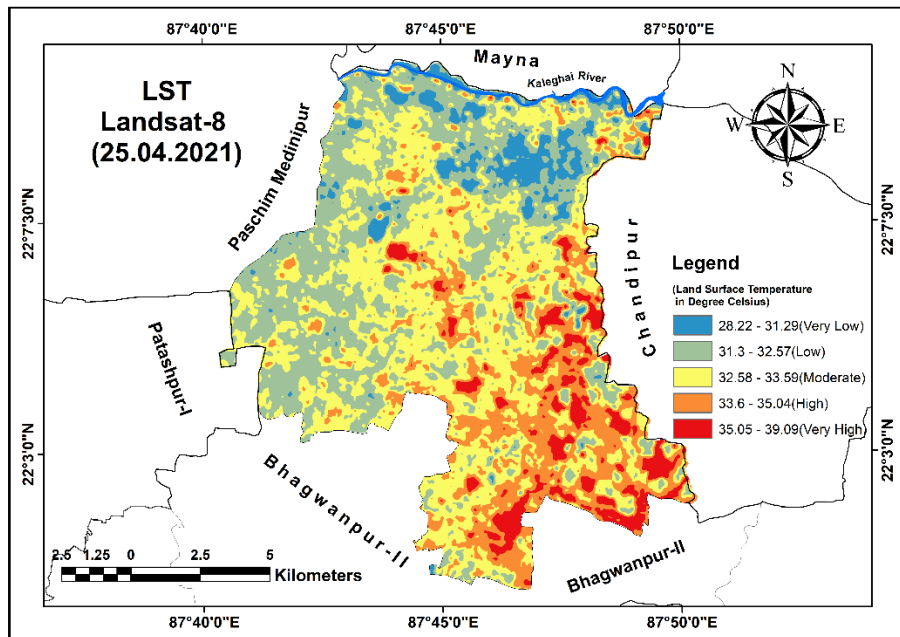 87°40'0"E
87°45'0"E
87°50'0"E
LST
Landsat-8
(25.04.2021)
Mayna
Kaleghai River
N
W
E
S
Paschim Medinipur
22°7'30"N
22°7'30"N
Chandipur
Legend
(Land Surface Temperature
in Degree Celsius)
28.22 - 31.29(Very Low)
31.3 - 32.57(Low)
32.58 - 33.59(Moderate)
33.6 - 35.04(High)
35.05 - 39.09(Very High)
Patashpur-I
22°3'0"N
22°3'0"N
Bhagwanpur-II
Bhagwanpur-II
2.5 1.25 0 2.5 5
Kilometers
87°40'0"E
87°45'0"E
87°50'0"E